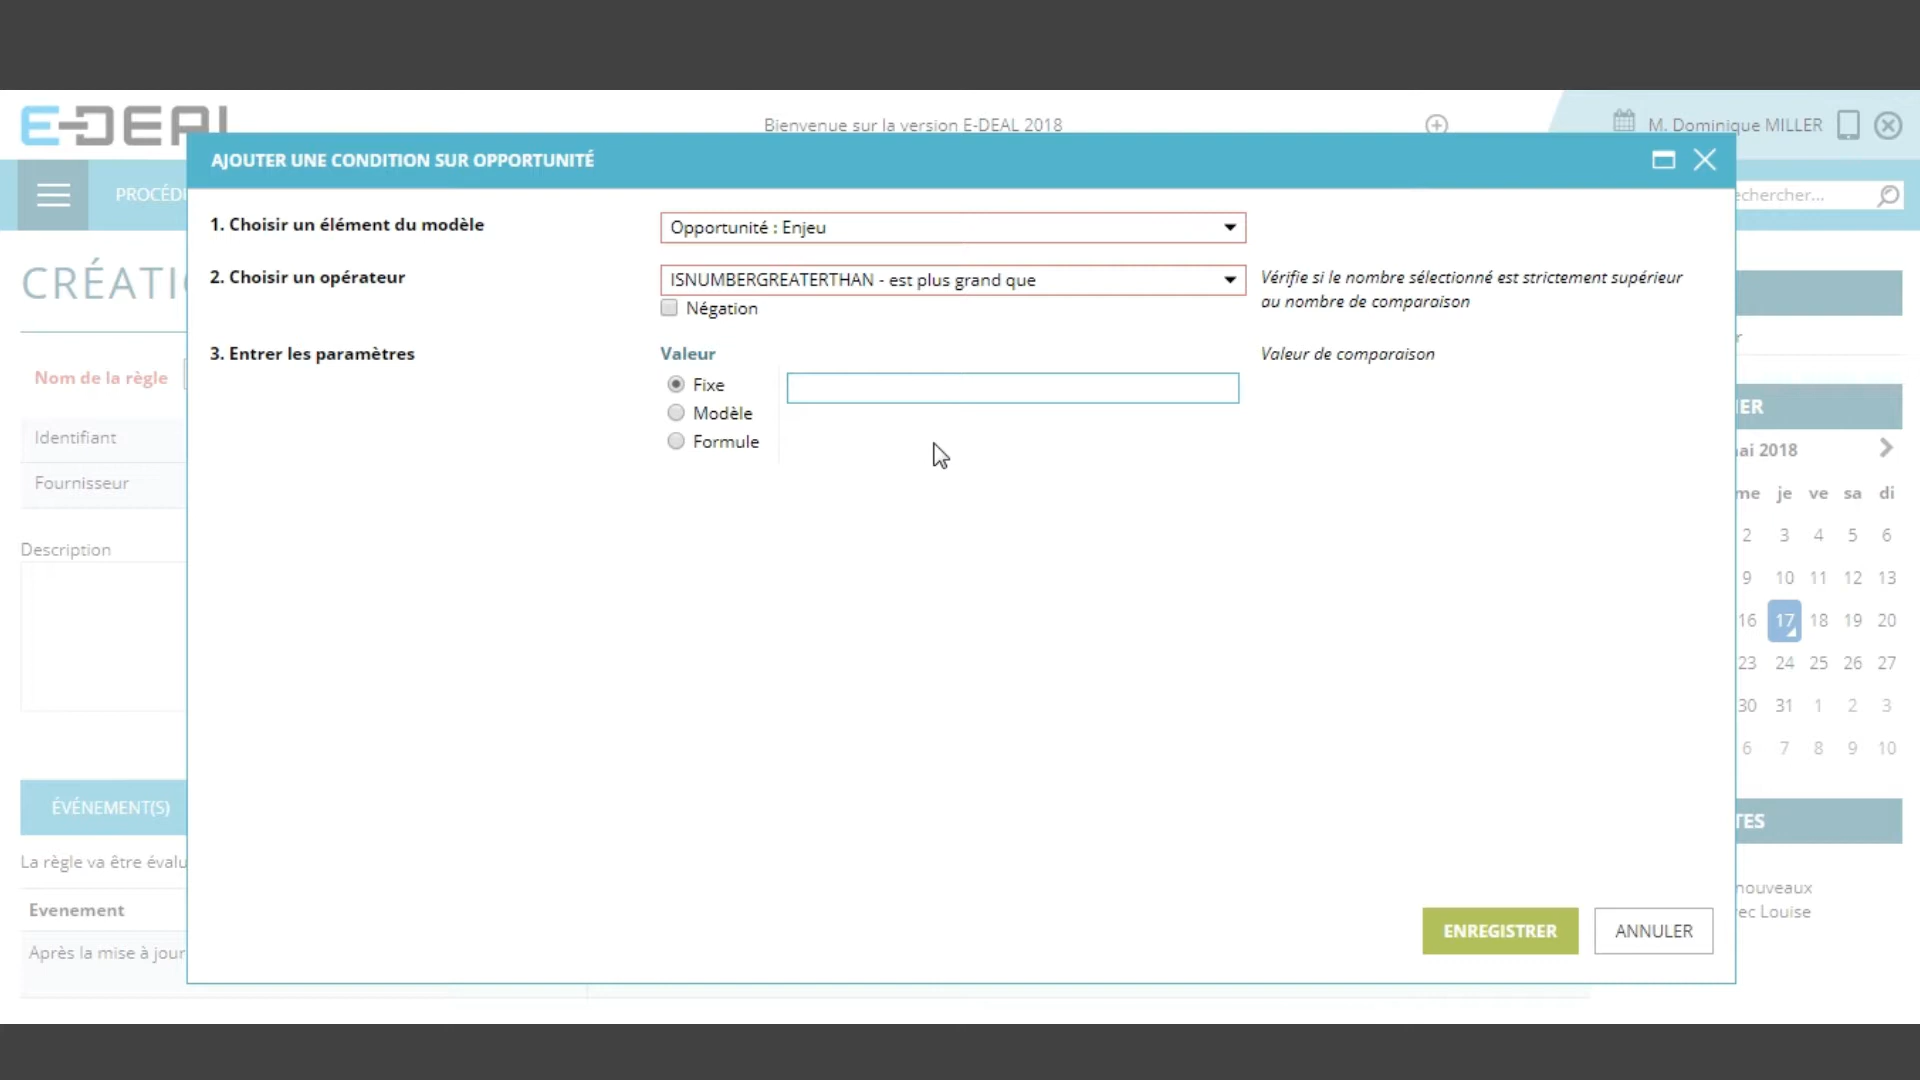 E-DEAL
Bienvenue sur la version E-DEAL 2018
M. Dominique MILLER
PROCÉDI
echercher...
AJOUTER UNE CONDITION SUR OPPORTUNITÉ
1. Choisir un élément du modèle
Opportunité : Enjeu
2. Choisir un opérateur
ISNUMBERGREATERTHAN - est plus grand que
Vérifie si le nombre sélectionné est strictement supérieur
au nombre de comparaison
Négation
3. Entrer les paramètres
Valeur
Valeur de comparaison
Fixe
Modèle
Formule
ENREGISTRER
ANNULER
CRÉATI
Nom de la règle
Identifiant
Fournisseur
Description
ÉVÉNEMENT(S)
La règle va être évalu
Evenement
Après la mise à jour
r
IER
ai 2018
me je ve sa di
2 3 4 5 6
9 10 11 12 13
16 17 18 19 20
23 24 25 26 27
30 31 1 2 3
6 7 8 9 10
TES
nouveaux
ec Louise